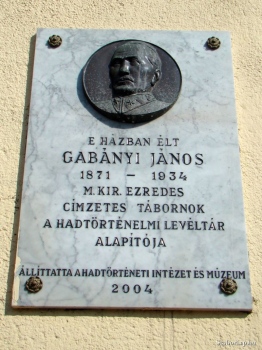 E HÁZBAN ÉLT
GABÁNYI JÁNOS
1871 - 1934
M. KIR. EZREDES
CÍMZETES TÁBORNOK
A HADTÖRTÉNELMI LEVÉLTÁR
ALAPÍTÓJA
ÁLLÍTTATTA A HADTÖRTÉNETI INTÉZET ÉS MÚZEUM
2004